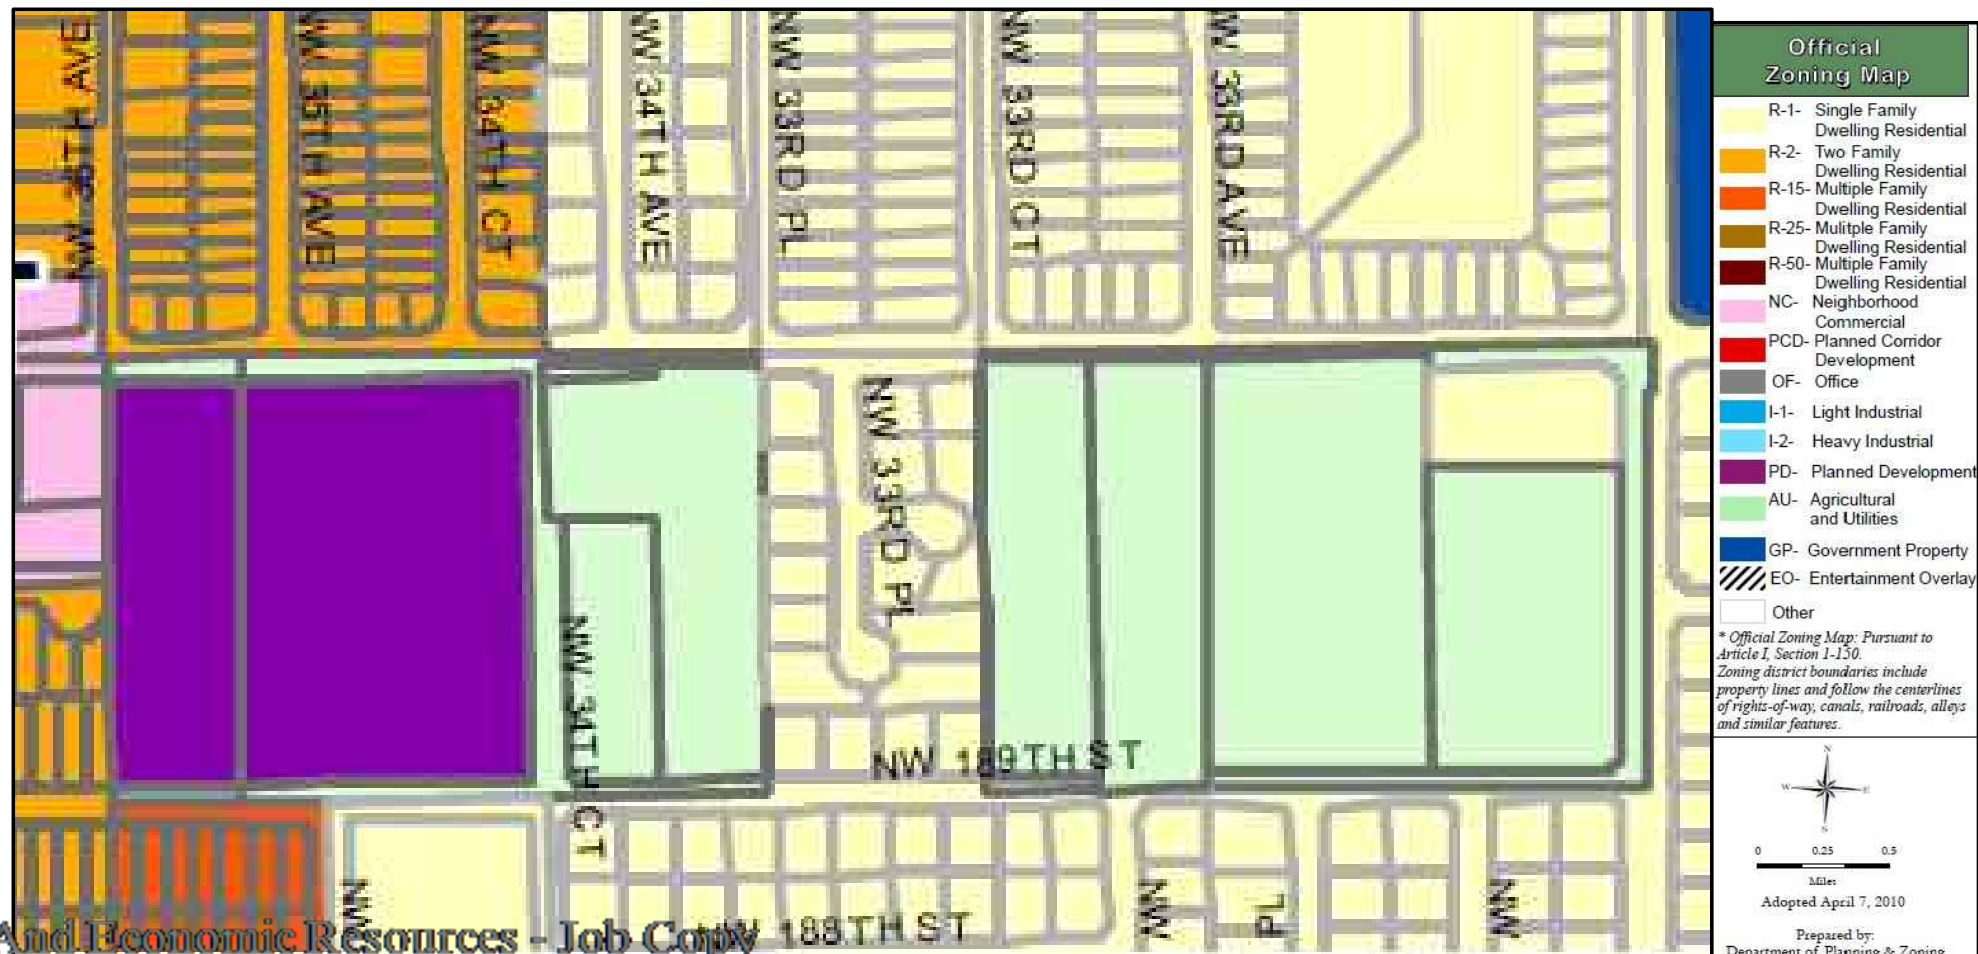 NW 35TH AVE
NW 34TH CT
NW 34TH AVE
NW 33RD PL
NW 33RD CT
33RD AVE
NW 33RD PL
NW 34TH CT
NW 189TH ST
NW
NW
PL
NW
188TH ST
And Economic Resources - Job Copy
Official
Zoning Map
R-1- Single Family
Dwelling Residential
R-2- Two Family
Dwelling Residential
R-15- Multiple Family
Dwelling Residential
R-25- Mulitple Family
Dwelling Residential
R-50- Multiple Family
Dwelling Residential
NC- Neighborhood
Commercial
PCD- Planned Corridor
Development
OF- Office
I-1- Light Industrial
I-2- Heavy Industrial
PD- Planned Development
AU- Agricultural
and Utilities
GP- Government Property
EO- Entertainment Overlay
Other
* Official Zoning Map: Pursuant to
Article I, Section 1-150.
Zoning district boundaries include
property lines and follow the centerlines
of rights-of-way, canals, railroads, alleys
and similar features.
N
W E
S
0 0.25 0.5
Miles
Adopted April 7, 2010
Prepared by:
Department of Planning & Zoning